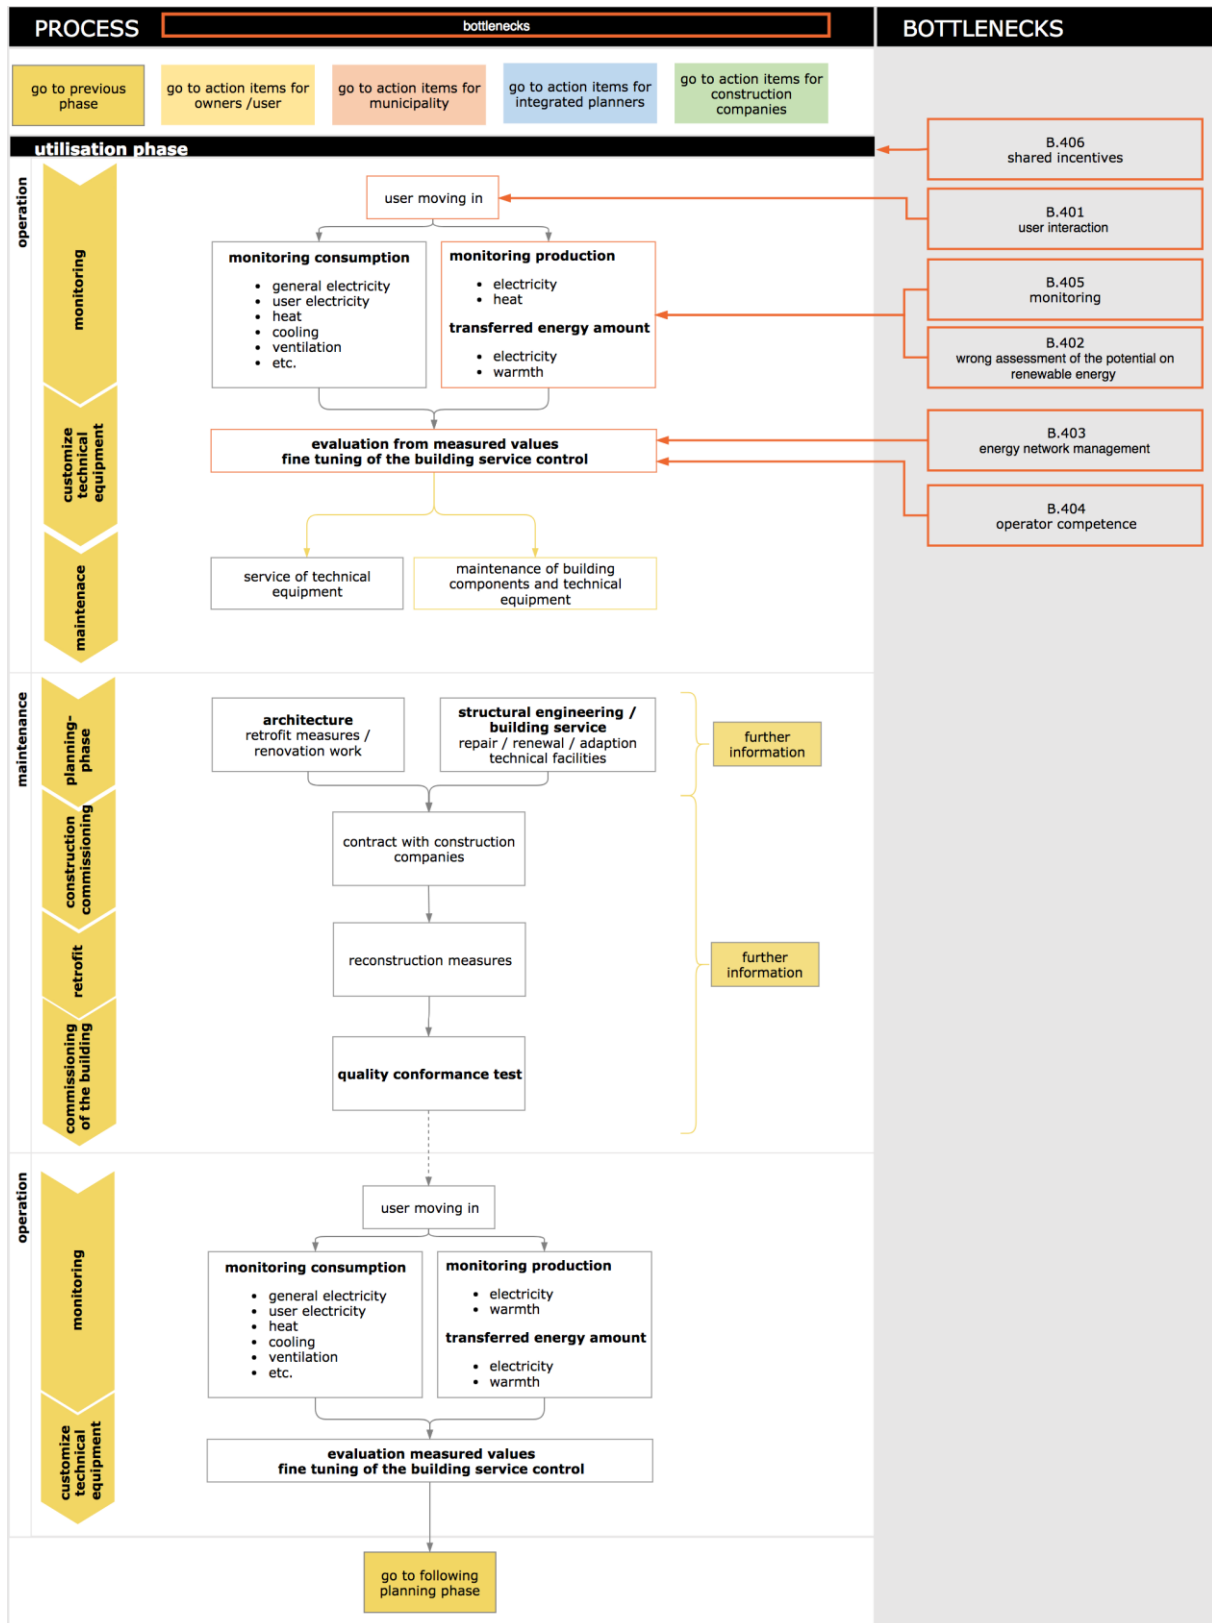 PROCESS
bottlenecks
BOTTLENECKS
go to previous
phase
go to action items for
owners /user
go to action items for
municipality
go to action items for
integrated planners
go to action items for
construction
companies
utilisation phase
B.406
shared incentives
operation
monitoring
user moving in
B.401
user interaction
monitoring consumption
• general electricity
• user electricity
• heat
• cooling
• ventilation
• etc.
monitoring production
• electricity
• heat
transferred energy amount
• electricity
• warmth
B.405
monitoring
B.402
wrong assessment of the potential on
renewable energy
customize
technical
equipment
evaluation from measured values
fine tuning of the building service control
B.403
energy network management
B.404
operator competence
maintenace
service of technical
equipment
maintenance of building
components and technical
equipment
maintenance
planning-
phase
architecture
retrofit measures /
renovation work
structural engineering /
building service
repair / renewal / adaption
technical facilities
further
information
construction
commissioning
contract with construction
companies
retrofit
reconstruction measures
further
information
commissioning
of the building
quality conformance test
operation
monitoring
user moving in
monitoring consumption
• general electricity
• user electricity
• heat
• cooling
• ventilation
• etc.
monitoring production
• electricity
• warmth
transferred energy amount
• electricity
• warmth
customize
technical
equipment
evaluation measured values
fine tuning of the building service control
go to following
planning phase